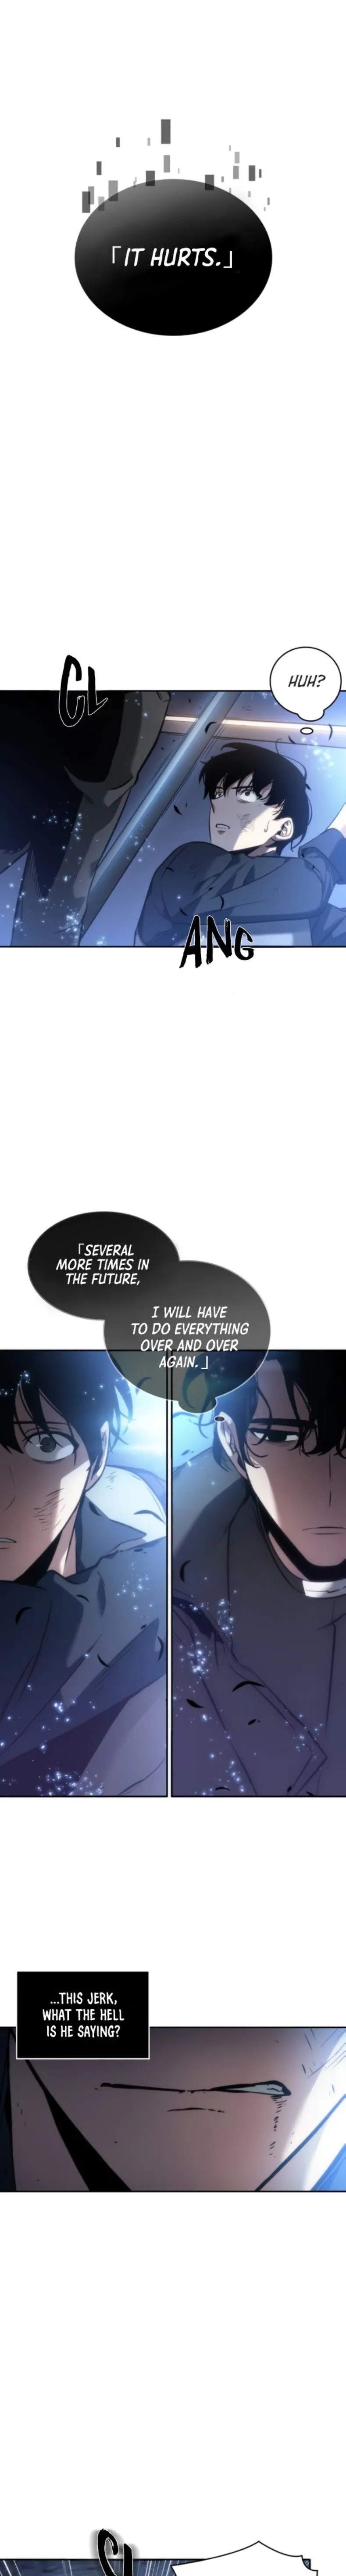 「IT HURTS.」
HUH?
CL
ANG
「SEVERAL
MORE TIMES IN
THE FUTURE,
I WILL HAVE
TO DO EVERYTHING
OVER AND OVER
AGAIN.」
...THIS JERK,
WHAT THE HELL
IS HE SAYING?